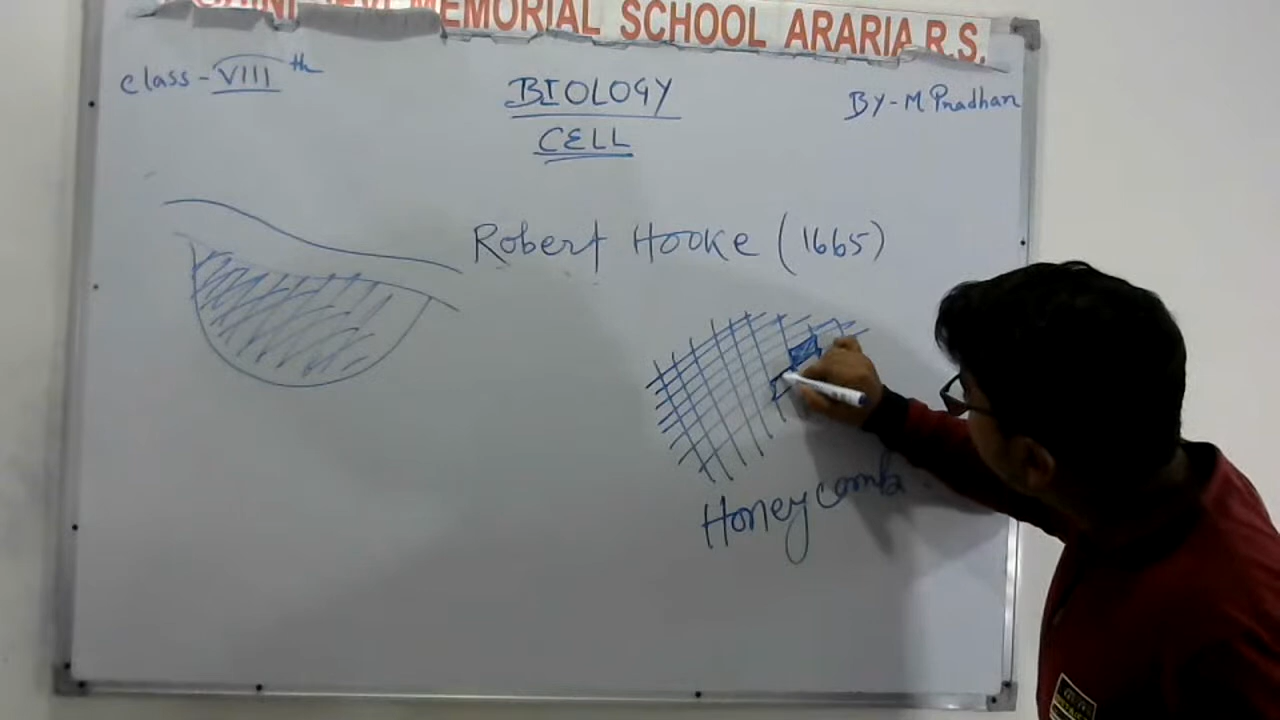 MEMORIAL SCHOOL ARARIA R.S.
Class - VIII th
BIOLOGY
CELL
BY - M Pradhan
Robert Hooke (1665)
Honeycomb